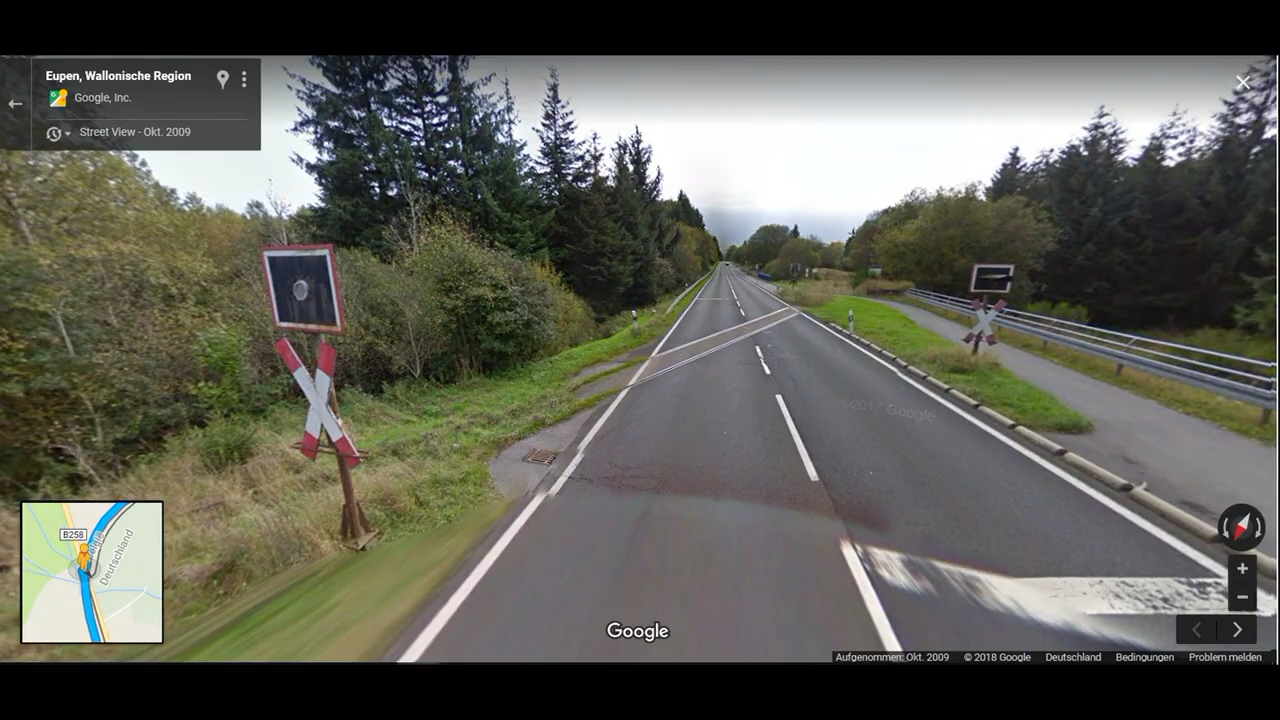 Eupen, Wallonische Region
Google, Inc.
Street View - Okt. 2009
©2017 Google
B258
Deutschland
Google
Aufgenommen: Okt. 2009 © 2018 Google Deutschland Bedingungen Problem melden